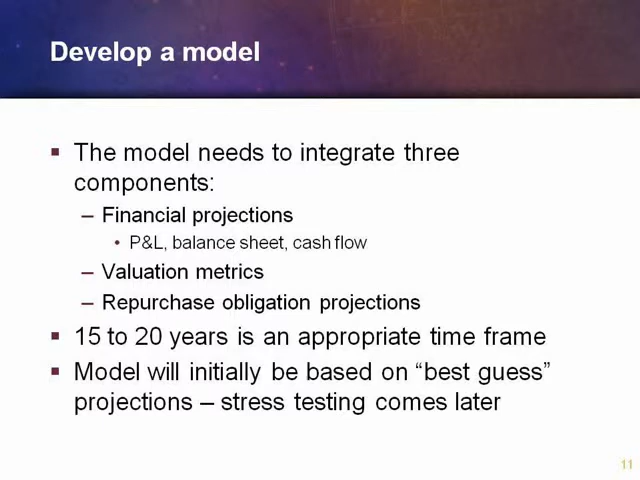 Develop a model
▪ The model needs to integrate three
components:
– Financial projections
• P&L, balance sheet, cash flow
– Valuation metrics
– Repurchase obligation projections
▪ 15 to 20 years is an appropriate time frame
▪ Model will initially be based on “best guess”
projections – stress testing comes later
11